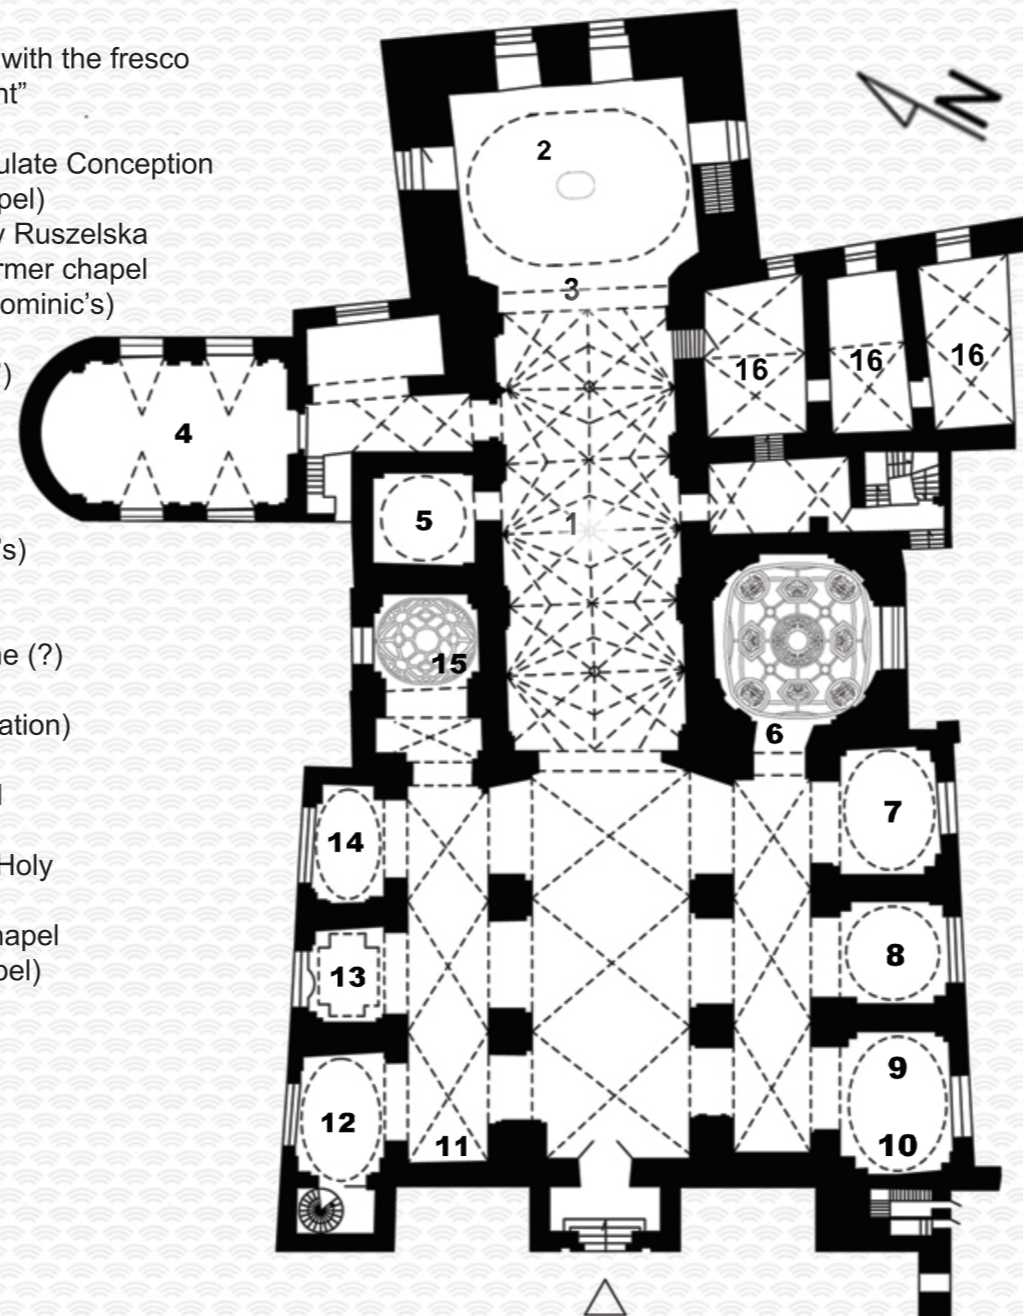 with the fresco
nt”
ulate Conception
pel)
y Ruszelska
rmer chapel
ominic’s)
”)
’s)
ne (?)
ation)
l
Holy
hapel
pel)
N
2
3
16
16
16
4
5
1
15
6
14
7
13
8
12
11
9
10